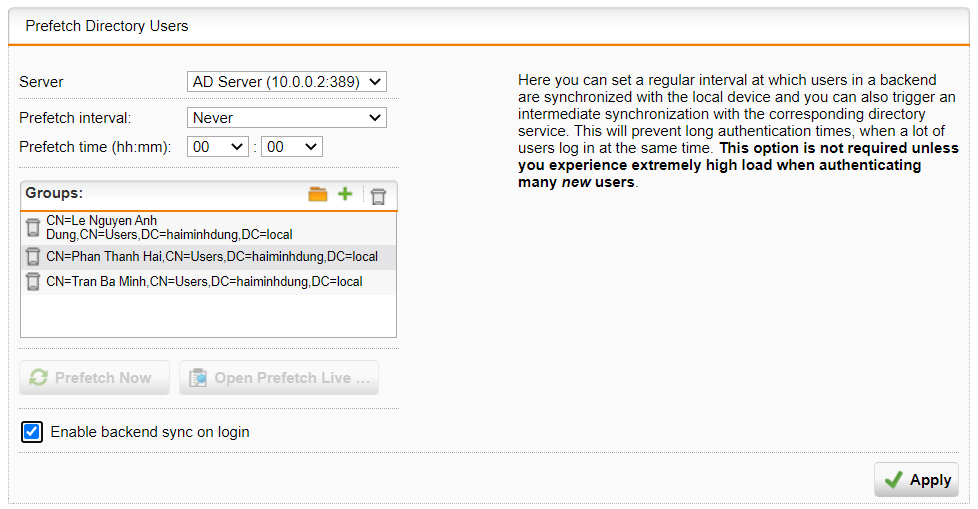 Prefetch Directory Users
Server
AD Server (10.0.0.2:389)
Prefetch interval:
Never
Prefetch time (hh:mm):
00 : 00
Groups:
CN=Le Nguyen Anh
Dung,CN=Users,DC=haiminhdung,DC=local
CN=Phan Thanh Hai,CN=Users,DC=haiminhdung,DC=local
CN=Tran Ba Minh,CN=Users,DC=haiminhdung,DC=local
Prefetch Now
Open Prefetch Live ...
Enable backend sync on login
Here you can set a regular interval at which users in a backend
are synchronized with the local device and you can also trigger an
intermediate synchronization with the corresponding directory
service. This will prevent long authentication times, when a lot of
users log in at the same time. This option is not required unless
you experience extremely high load when authenticating
many new users.
Apply